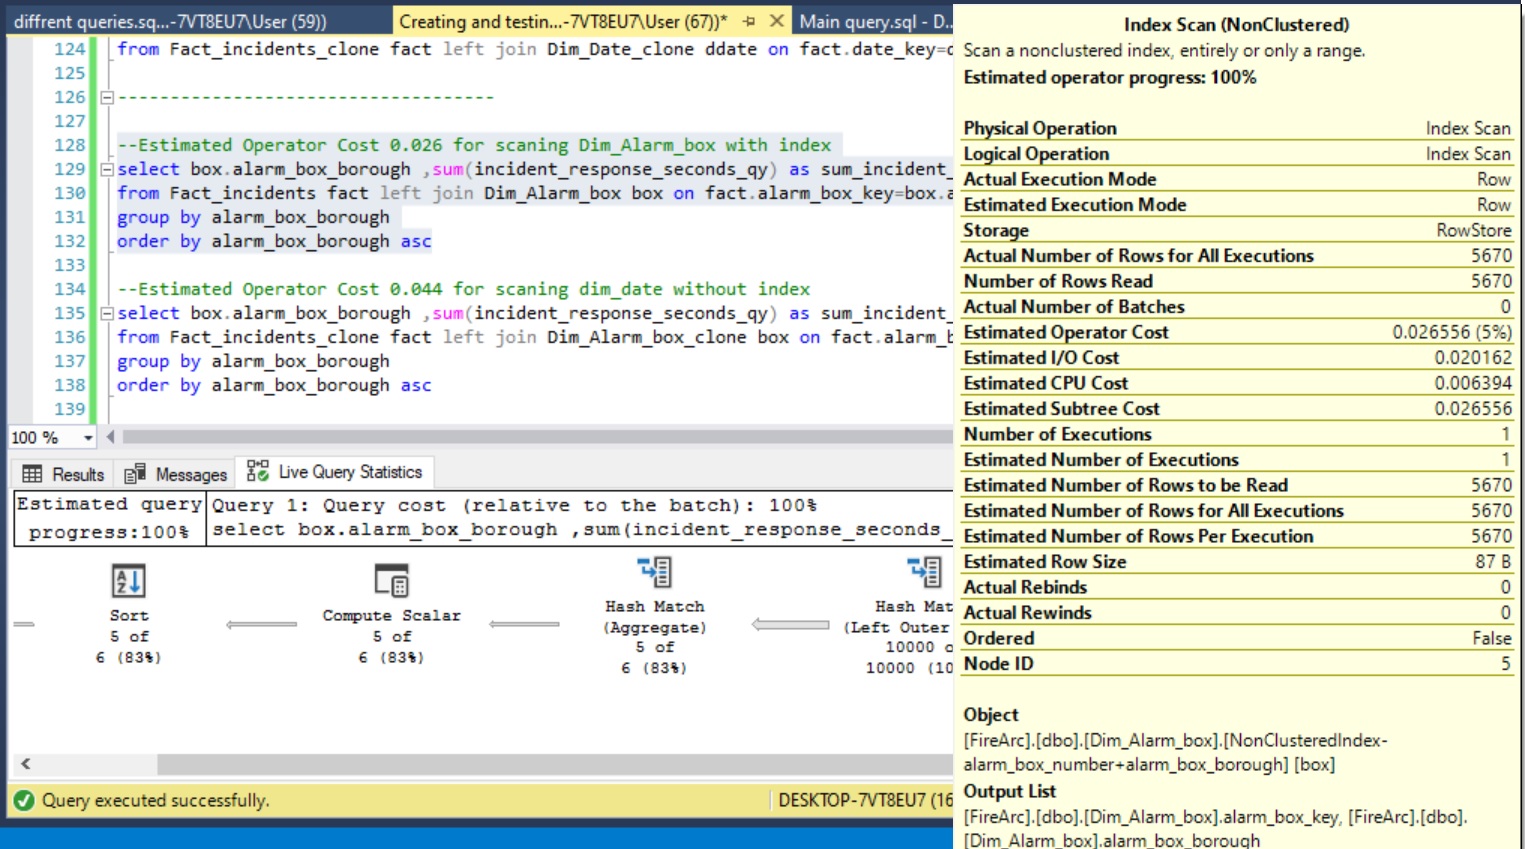 diffrent queries.sq...-7VT8EU7\User (59))
Creating and testin...-7VT8EU7\User (67))*
Main query.sql - D..
124 from Fact_incidents_clone fact left join Dim_Date_clone ddate on fact.date_key=
125
126 ------------------------------------
127
128 --Estimated Operator Cost 0.026 for scaning Dim_Alarm_box with index
129 select box.alarm_box_borough ,sum(incident_response_seconds_qy) as sum_incident_
130 from Fact_incidents fact left join Dim_Alarm_box box on fact.alarm_box_key=box.a
131 group by alarm_box_borough
132 order by alarm_box_borough asc
133
134 --Estimated Operator Cost 0.044 for scaning dim_date without index
135 select box.alarm_box_borough ,sum(incident_response_seconds_qy) as sum_incident_
136 from Fact_incidents_clone fact left join Dim_Alarm_box_clone box on fact.alarm_b
137 group by alarm_box_borough
138 order by alarm_box_borough asc
139
100 %
Results
Messages
Live Query Statistics
Estimated query
progress:100%
Query 1: Query cost (relative to the batch): 100%
select box.alarm_box_borough ,sum(incident_response_seconds_
Sort
5 of
6 (83%)
Compute Scalar
5 of
6 (83%)
Hash Match
(Aggregate)
5 of
6 (83%)
Hash Mat
(Left Outer
10000 o
10000 (10
Query executed successfully.
DESKTOP-7VT8EU7 (16
Index Scan (NonClustered)
Scan a nonclustered index, entirely or only a range.
Estimated operator progress: 100%
Physical Operation Index Scan
Logical Operation Index Scan
Actual Execution Mode Row
Estimated Execution Mode Row
Storage RowStore
Actual Number of Rows for All Executions 5670
Number of Rows Read 5670
Actual Number of Batches 0
Estimated Operator Cost 0.026556 (5%)
Estimated I/O Cost 0.020162
Estimated CPU Cost 0.006394
Estimated Subtree Cost 0.026556
Number of Executions 1
Estimated Number of Executions 1
Estimated Number of Rows to be Read 5670
Estimated Number of Rows for All Executions 5670
Estimated Number of Rows Per Execution 5670
Estimated Row Size 87 B
Actual Rebinds 0
Actual Rewinds 0
Ordered False
Node ID 5
Object
[FireArc].[dbo].[Dim_Alarm_box].[NonClusteredIndex-
alarm_box_number+alarm_box_borough] [box]
Output List
[FireArc].[dbo].[Dim_Alarm_box].alarm_box_key, [FireArc].[dbo].
[Dim_Alarm_box].alarm_box_borough